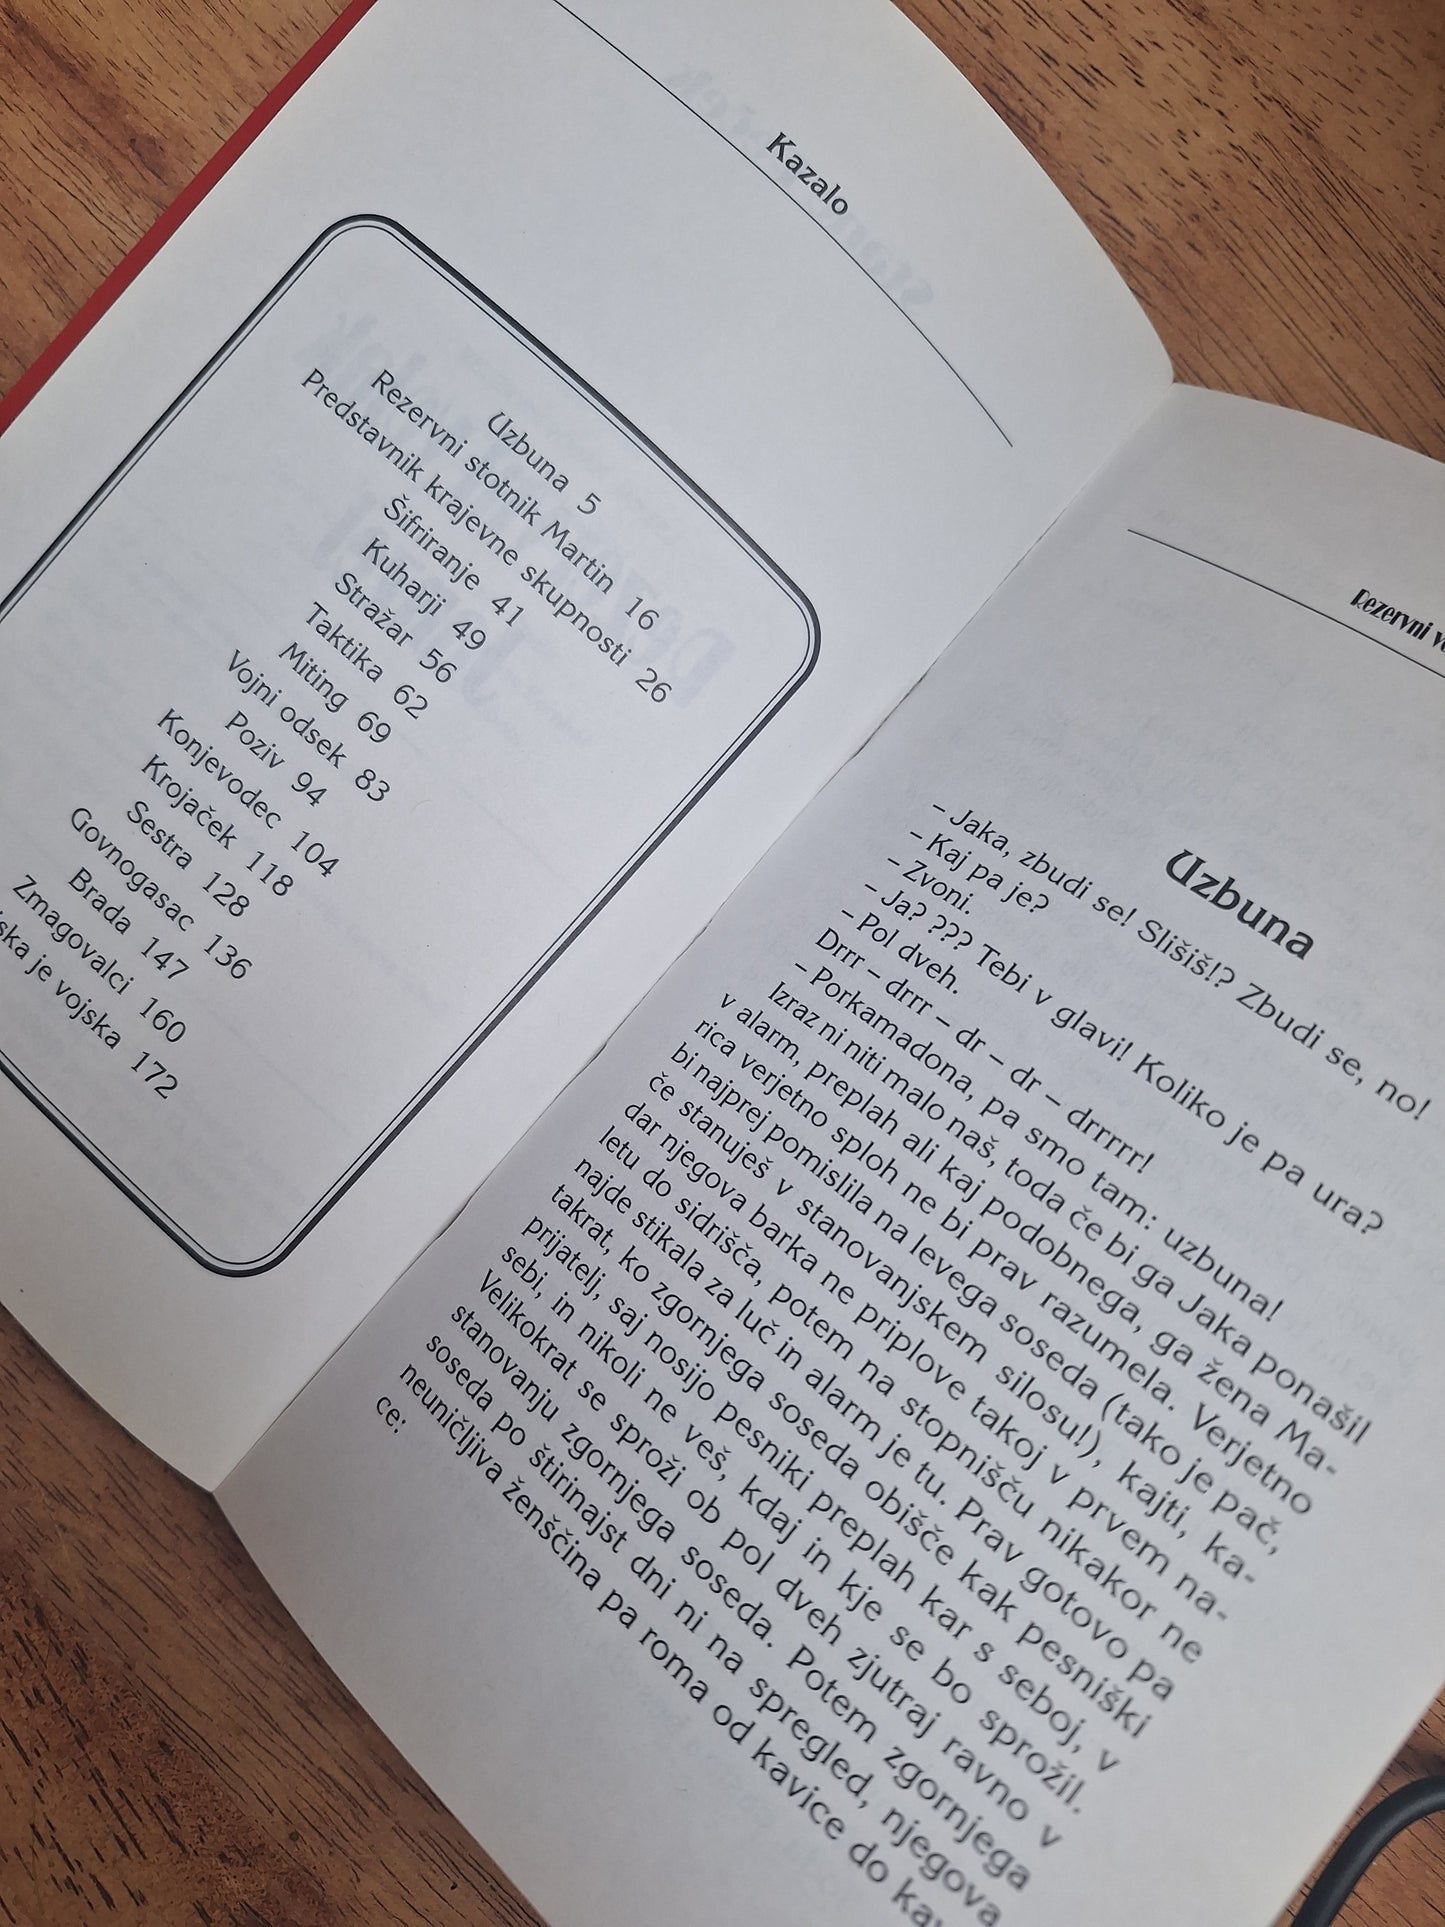 Kazalo
Uzbuna 5
Rezervni stotnik Martin 16
Predstavnik krajevne skupnosti 26
Šifriranje 41
Kuharji 49
Stražar 56
Taktika 62
Miting 69
Vojni odsek 83
Poziv 94
Konjevodec 104
Krojaček 118
Sestra 128
Govnogasac 136
Brada 147
Zmagovalci 160
je vojska 172
Rezervni
Uzbuna
– Jaka, zbudi se! Slišiš!? Zbudi se, no!
– Kaj pa je?
– Zvoni.
– Ja? ??? Tebi v glavi! Koliko je pa ura?
– Pol dveh.
Drrr – drrr – dr – dr – drrrrr!
– Porkamadona, pa smo tam: uzbuna!
Izraz ni niti malo naš, toda če bi ga Jaka ponašil
v alarm, preplah ali kaj podobnega, ga žena Ma-
rica verjetno sploh ne bi prav razumela. Verjetno
bi najprej pomislila na levega soseda (tako je pač,
če stanuješ v stanovanjskem silosu!), kajti, ka-
dar njegova barka ne priplove takoj v prvem na-
letu do sidrišča, potem na stopnišču nikakor ne
najde stikala za luč in alarm je tu. Prav gotovo pa
takrat, ko zgornjega soseda obišče kak pesniški
prijatelj, saj nosijo pesniki preplah kar s seboj, v
sebi, in nikoli ne veš, kdaj in kje se bo sprožil.
Velikokrat se sproži ob pol dveh zjutraj ravno v
stanovanju zgornjega soseda. Potem zgornjega
soseda po štirinajst dni ni na spregled, njegova
neuničljiva ženščina pa roma od kavice do
ce: